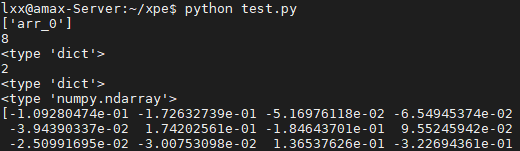 lxx@amax-Server:~/xpe$ python test.py
['arr_0']
8
<type 'dict'>
2
<type 'dict'>
<type 'numpy.ndarray'>
[-1.09280474e-01 -1.72632739e-01 -5.16976118e-02 -6.54945374e-02
 -3.94390337e-02  1.74202561e-01 -1.84643701e-01  9.55245942e-02
 -2.50991695e-02 -3.00753098e-02  1.36537626e-01 -3.22694361e-01